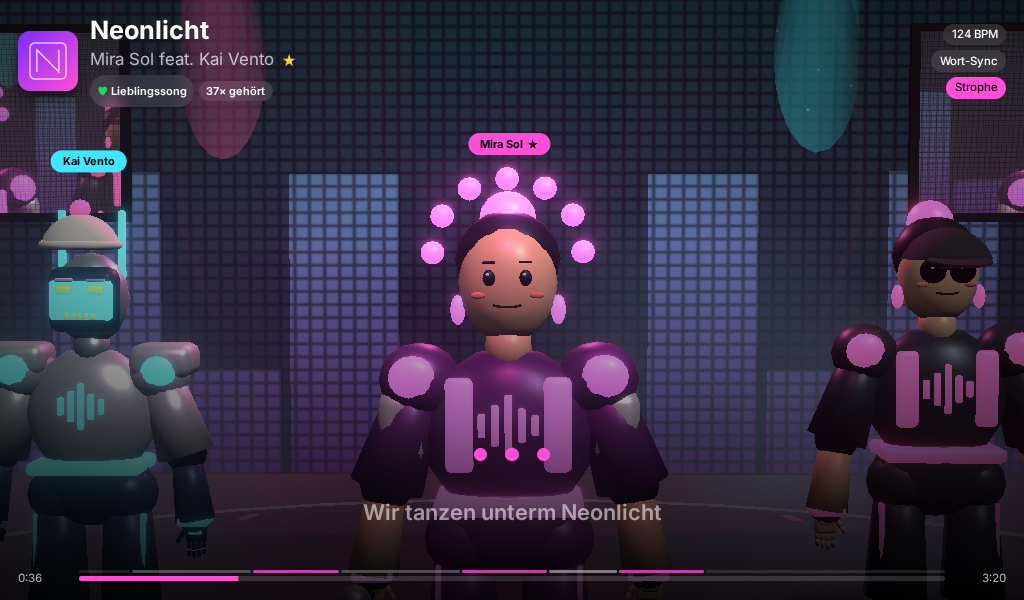 Neonlicht
Mira Sol feat. Kai Vento ★
Lieblingssong
37× gehört
124 BPM
Wort-Sync
Strophe
Mira Sol ★
Kai Vento
Wir tanzen unterm Neonlicht
0:36
3:20